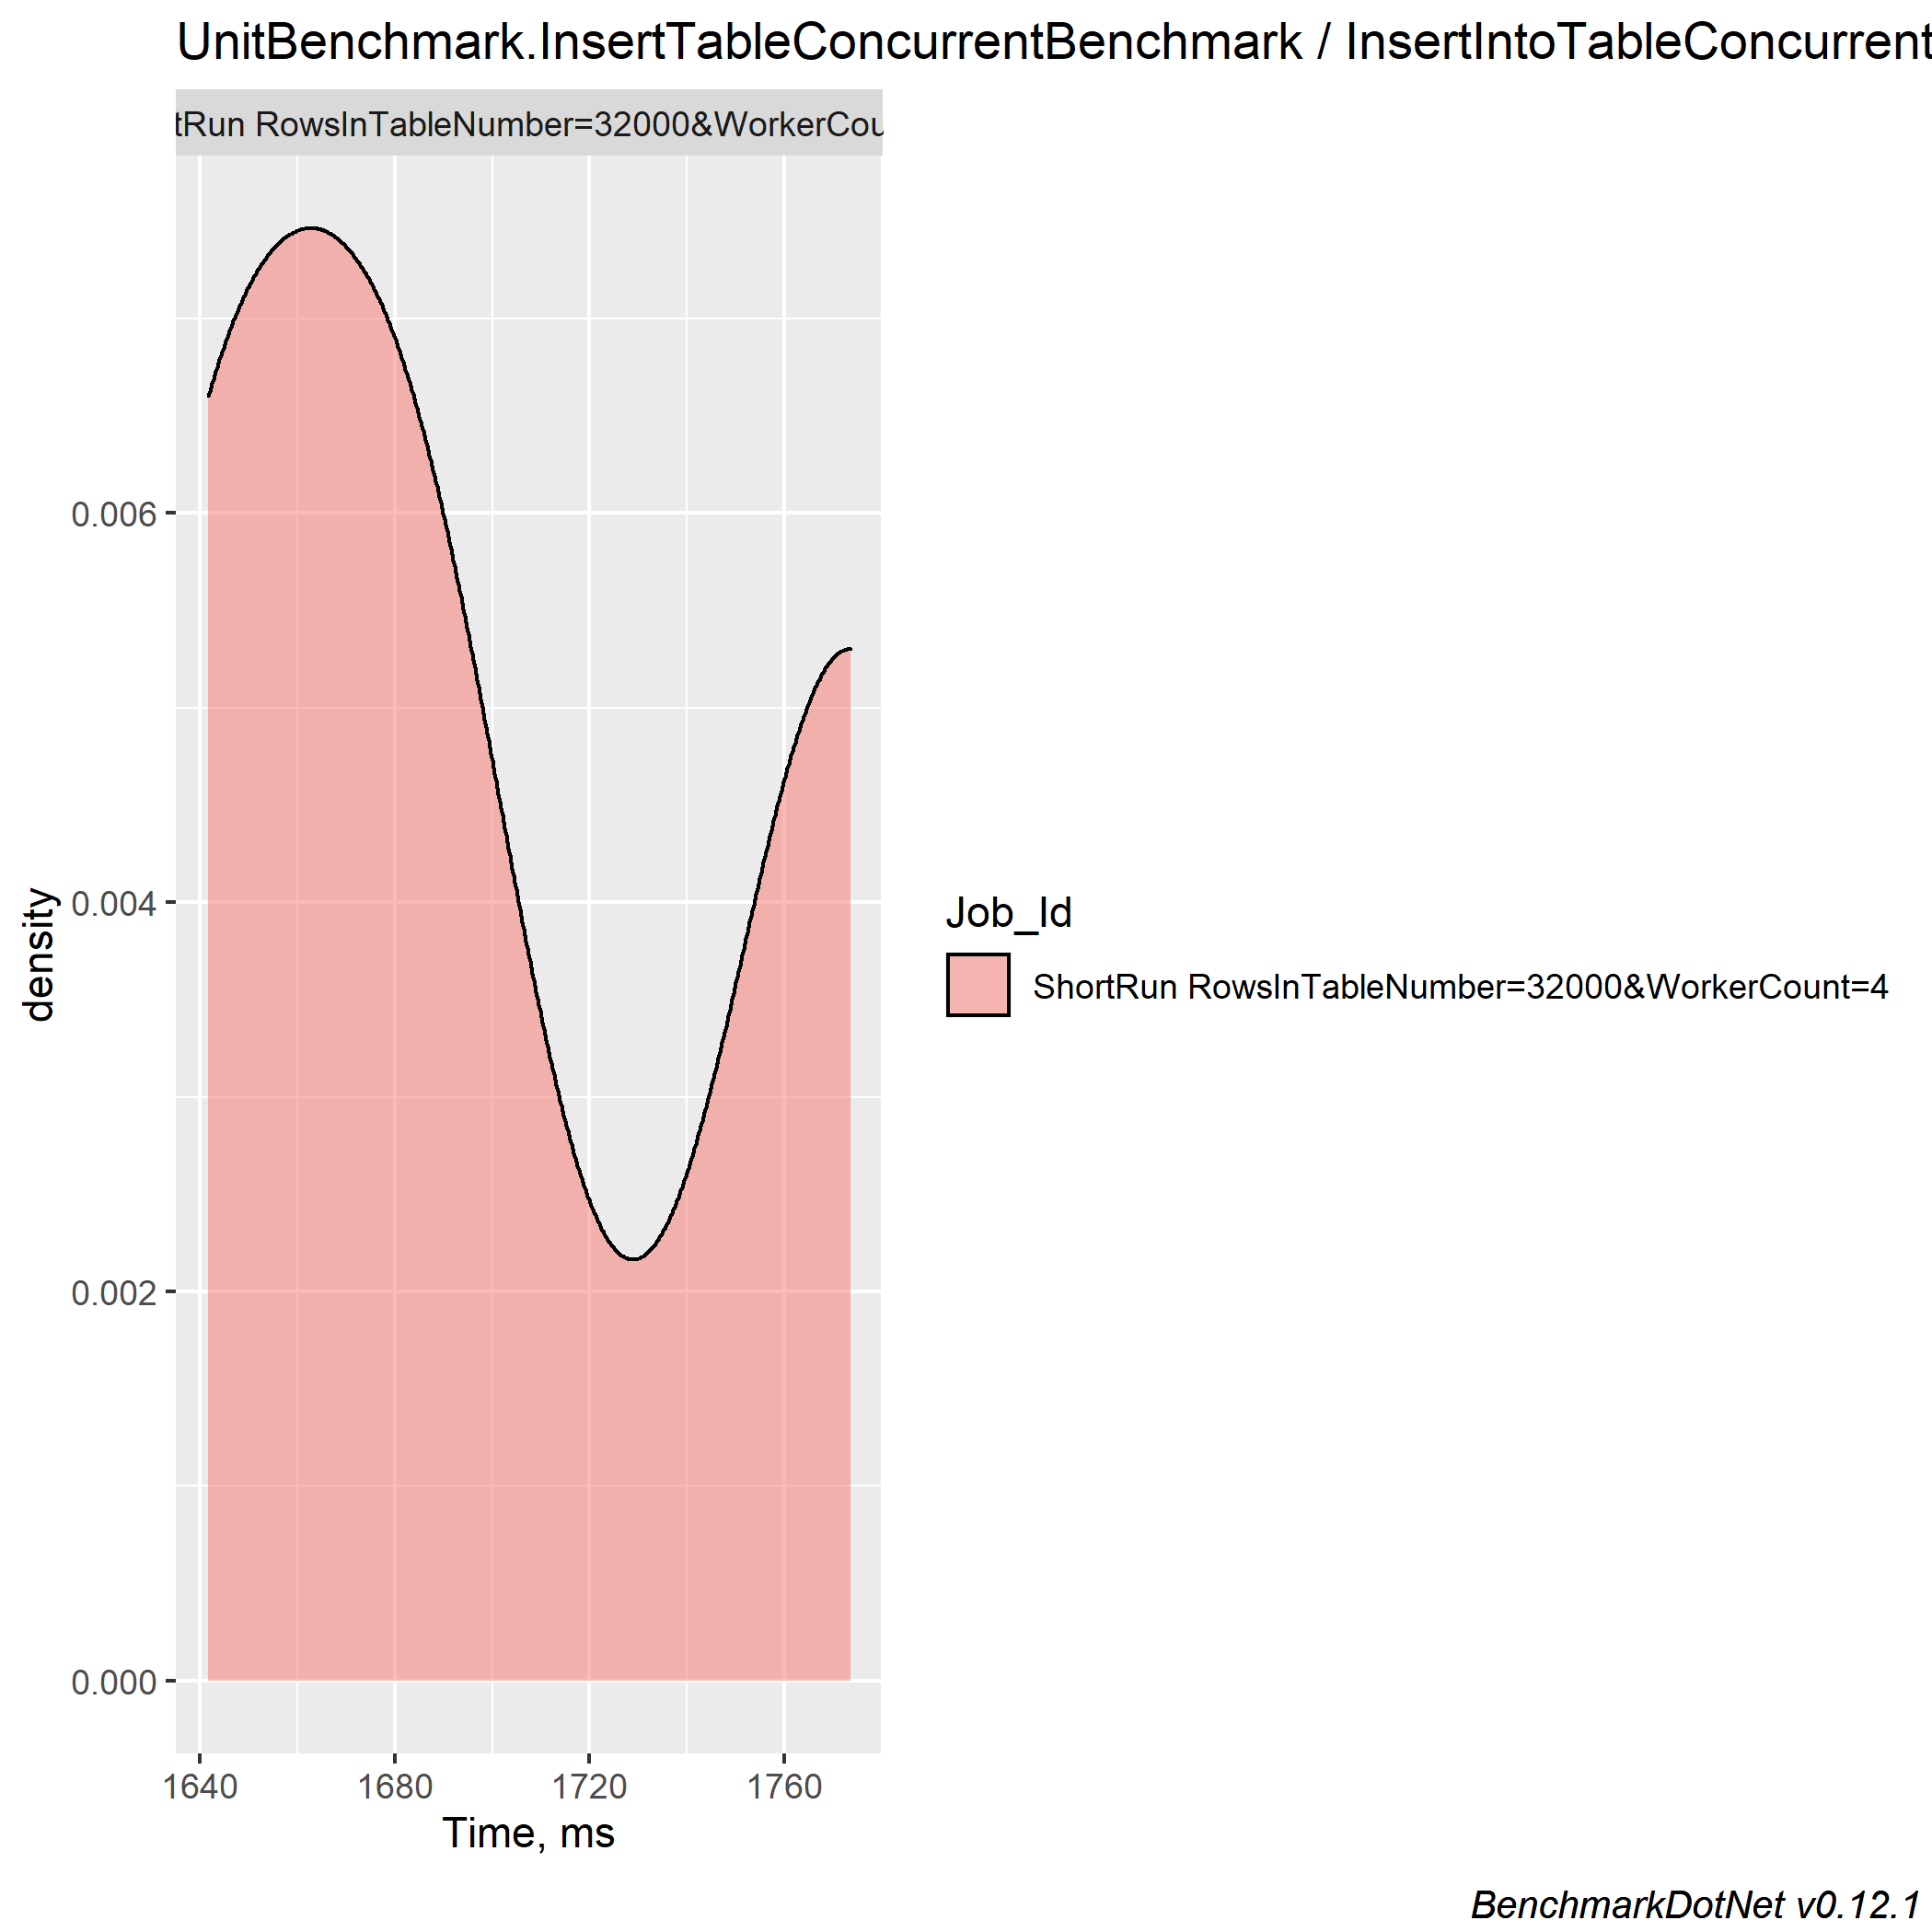 UnitBenchmark.InsertTableConcurrentBenchmark / InsertIntoTableConcurrent
tRun RowsInTableNumber=32000&WorkerCou
0.006
0.004
0.002
0.000
density
1640 1680 1720 1760
Time, ms
Job_Id
ShortRun RowsInTableNumber=32000&WorkerCount=4
BenchmarkDotNet v0.12.1